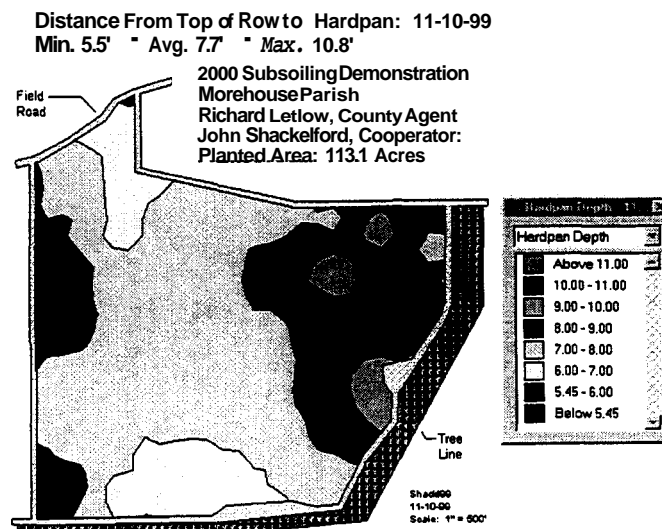 Distance From Top of Row to Hardpan: 11-10-99
Min. 5.5' " Avg. 7.7' " Max. 10.8'
2000 Subsoiling Demonstration
Morehouse Parish
Richard Letlow, County Agent
John Shackelford, Cooperator:
Planted Area: 113.1 Acres
Field
Road
Hardpan Depth
Hardpan Depth
Above 11.00
10.00 - 11.00
9.00 - 10.00
8.00 - 9.00
7.00 - 8.00
6.00 - 7.00
5.45 - 6.00
Below 5.45
Tree
Line
11-10-99
Scale: 1" = 500'